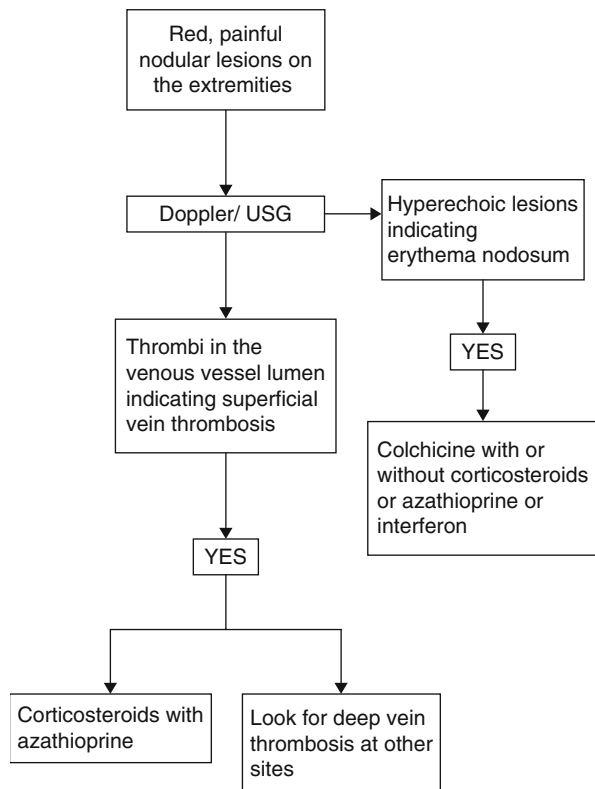 Red, painful
nodular lesions on
the extremities
Doppler/ USG
Hyperechoic lesions
indicating
erythema nodosum
Thrombi in the
venous vessel lumen
indicating superficial
vein thrombosis
YES
Colchicine with or
without corticosteroids
or azathioprine or
interferon
YES
Corticosteroids with
azathioprine
Look for deep vein
thrombosis at other
sites